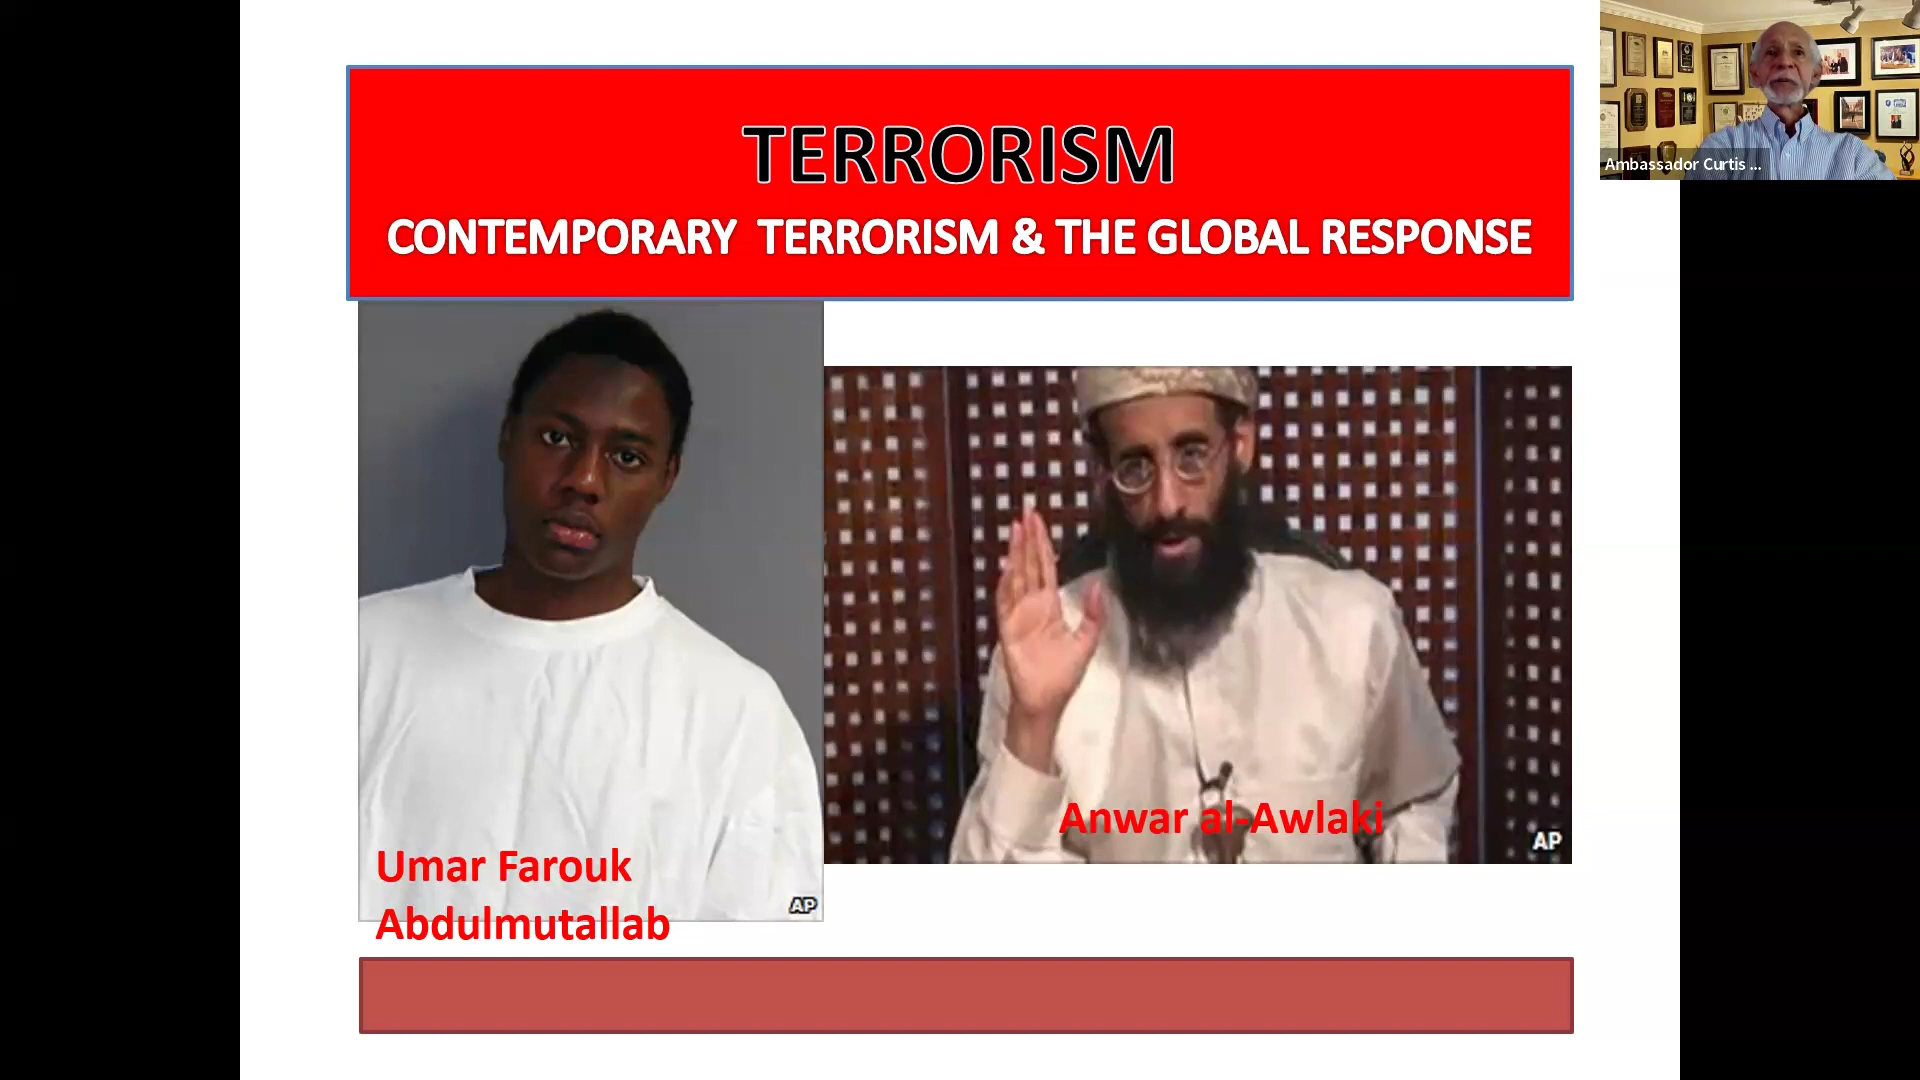 TERRORISM
CONTEMPORARY TERRORISM & THE GLOBAL RESPONSE
Ambassador Curtis ...
Anwar al-Awlaki
AP
Umar Farouk
Abdulmutallab
AP